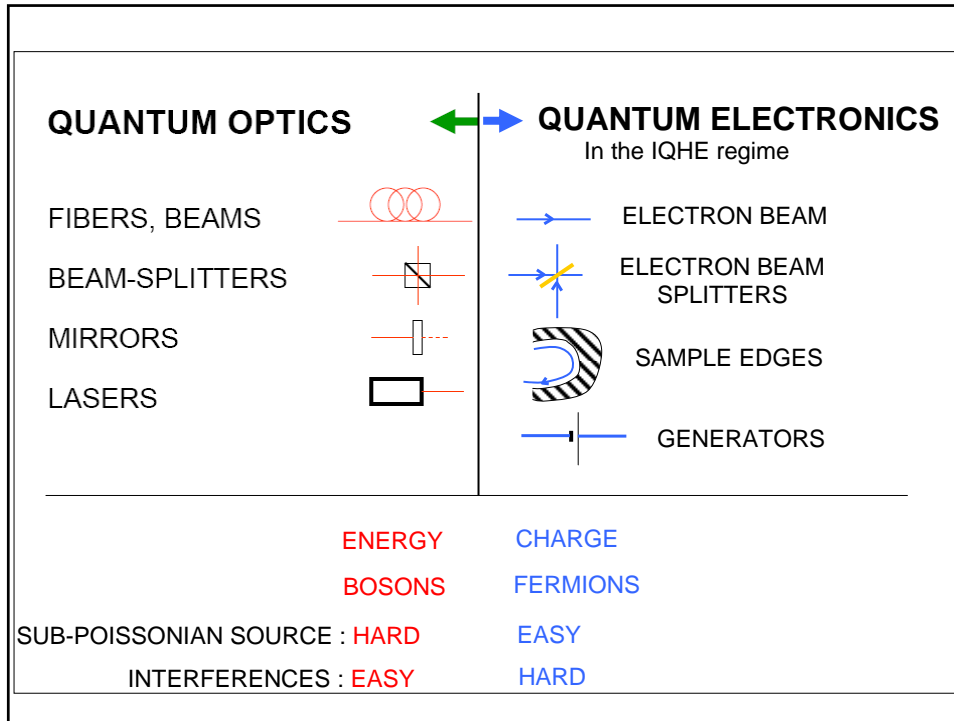 QUANTUM OPTICS
FIBERS, BEAMS
BEAM-SPLITTERS
MIRRORS
LASERS
QUANTUM ELECTRONICS
In the IQHE regime
ELECTRON BEAM
ELECTRON BEAM
SPLITTERS
SAMPLE EDGES
GENERATORS
ENERGY CHARGE
BOSONS FERMIONS
SUB-POISSONIAN SOURCE : HARD EASY
INTERFERENCES : EASY HARD